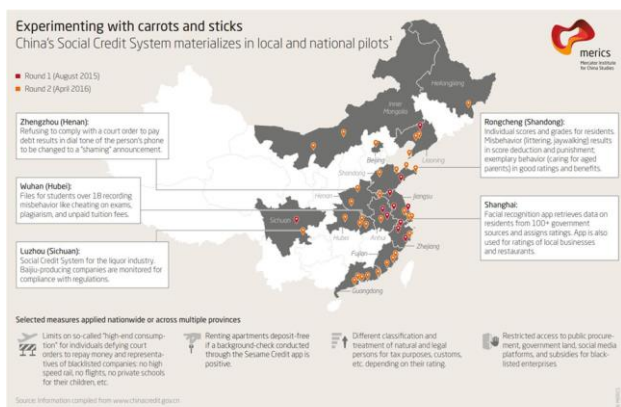 Experimenting with carrots and sticks
China's Social Credit System materializes in local and national pilots¹
merics
Mercator Institute
for China Studies
Round 1 (August 2015)
Round 2 (April 2016)
Zhengzhou (Henan):
Refusing to comply with a court order to pay
debt results in dial tone of the person's phone
to be changed to a "shaming" announcement.
Wuhan (Hubei):
Files for students over 18 recording
misbehavior like cheating on exams,
plagiarism, and unpaid tuition fees.
Luzhou (Sichuan):
Social Credit System for the liquor industry.
Baijiu-producing companies are monitored for
compliance with regulations.
Heilongjiang
Inner
Mongolia
Beijing
Liaoning
Shandong
Henan
Jiangsu
Sichuan
Hubei
Anhui
Zhejiang
Fujian
Guangdong
Rongcheng (Shandong):
Individual scores and grades for residents.
Misbehavior (littering, jaywalking) results
in score deduction and punishment;
exemplary behavior (caring for aged
parents) in good ratings and benefits.
Shanghai:
Facial recognition app retrieves data on
residents from 100+ government
sources and assigns ratings. App is also
used for ratings of local businesses
and restaurants.
Selected measures applied nationwide or across multiple provinces
Limits on so-called "high-end consump-
tion" for individuals defying court
orders to repay money and representa-
tives of blacklisted companies: no high
speed rail, no flights, no private schools
for their children, etc.
Renting apartments deposit-free
if a background-check conducted
through the Sesame Credit app is
positive.
Different classification and
treatment of natural and legal
persons for tax purposes, customs,
etc. depending on their rating.
Restricted access to public procure-
ment, government land, social media
platforms, and subsidies for black-
listed enterprises
Source: Information compiled from www.chinacredit.gov.cn